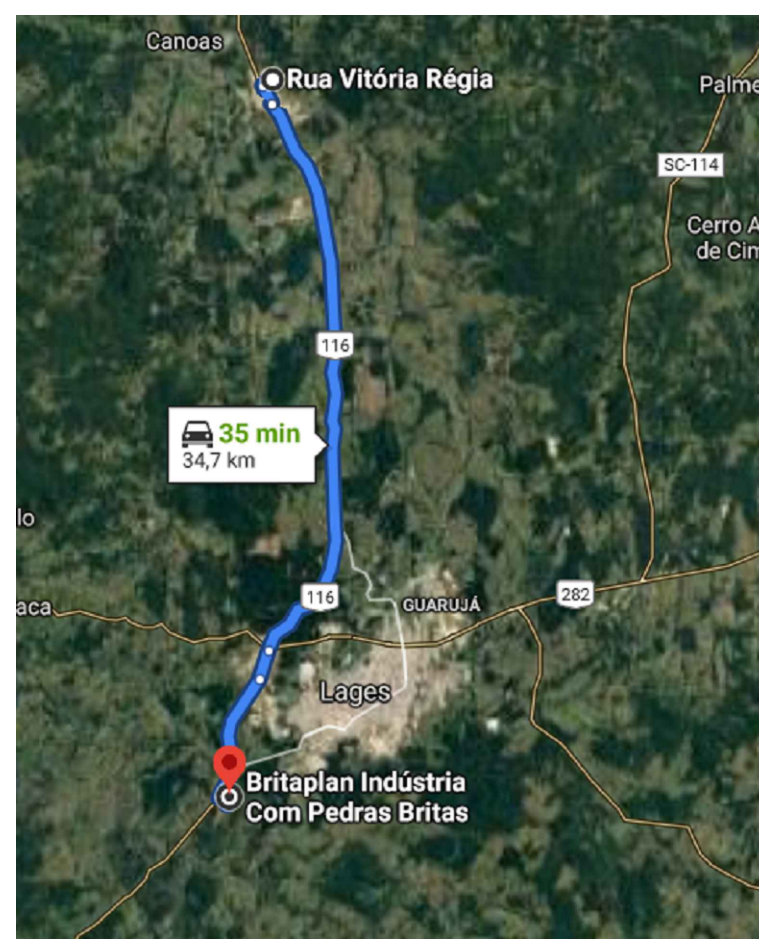 Canoas
Rua Vitória Régia
Palme
SC-114
Cerro A
de Cim
116
35 min
34,7 km
lo
116
282
aca
GUARUJÁ
Lages
Britaplan Indústria
Com Pedras Britas